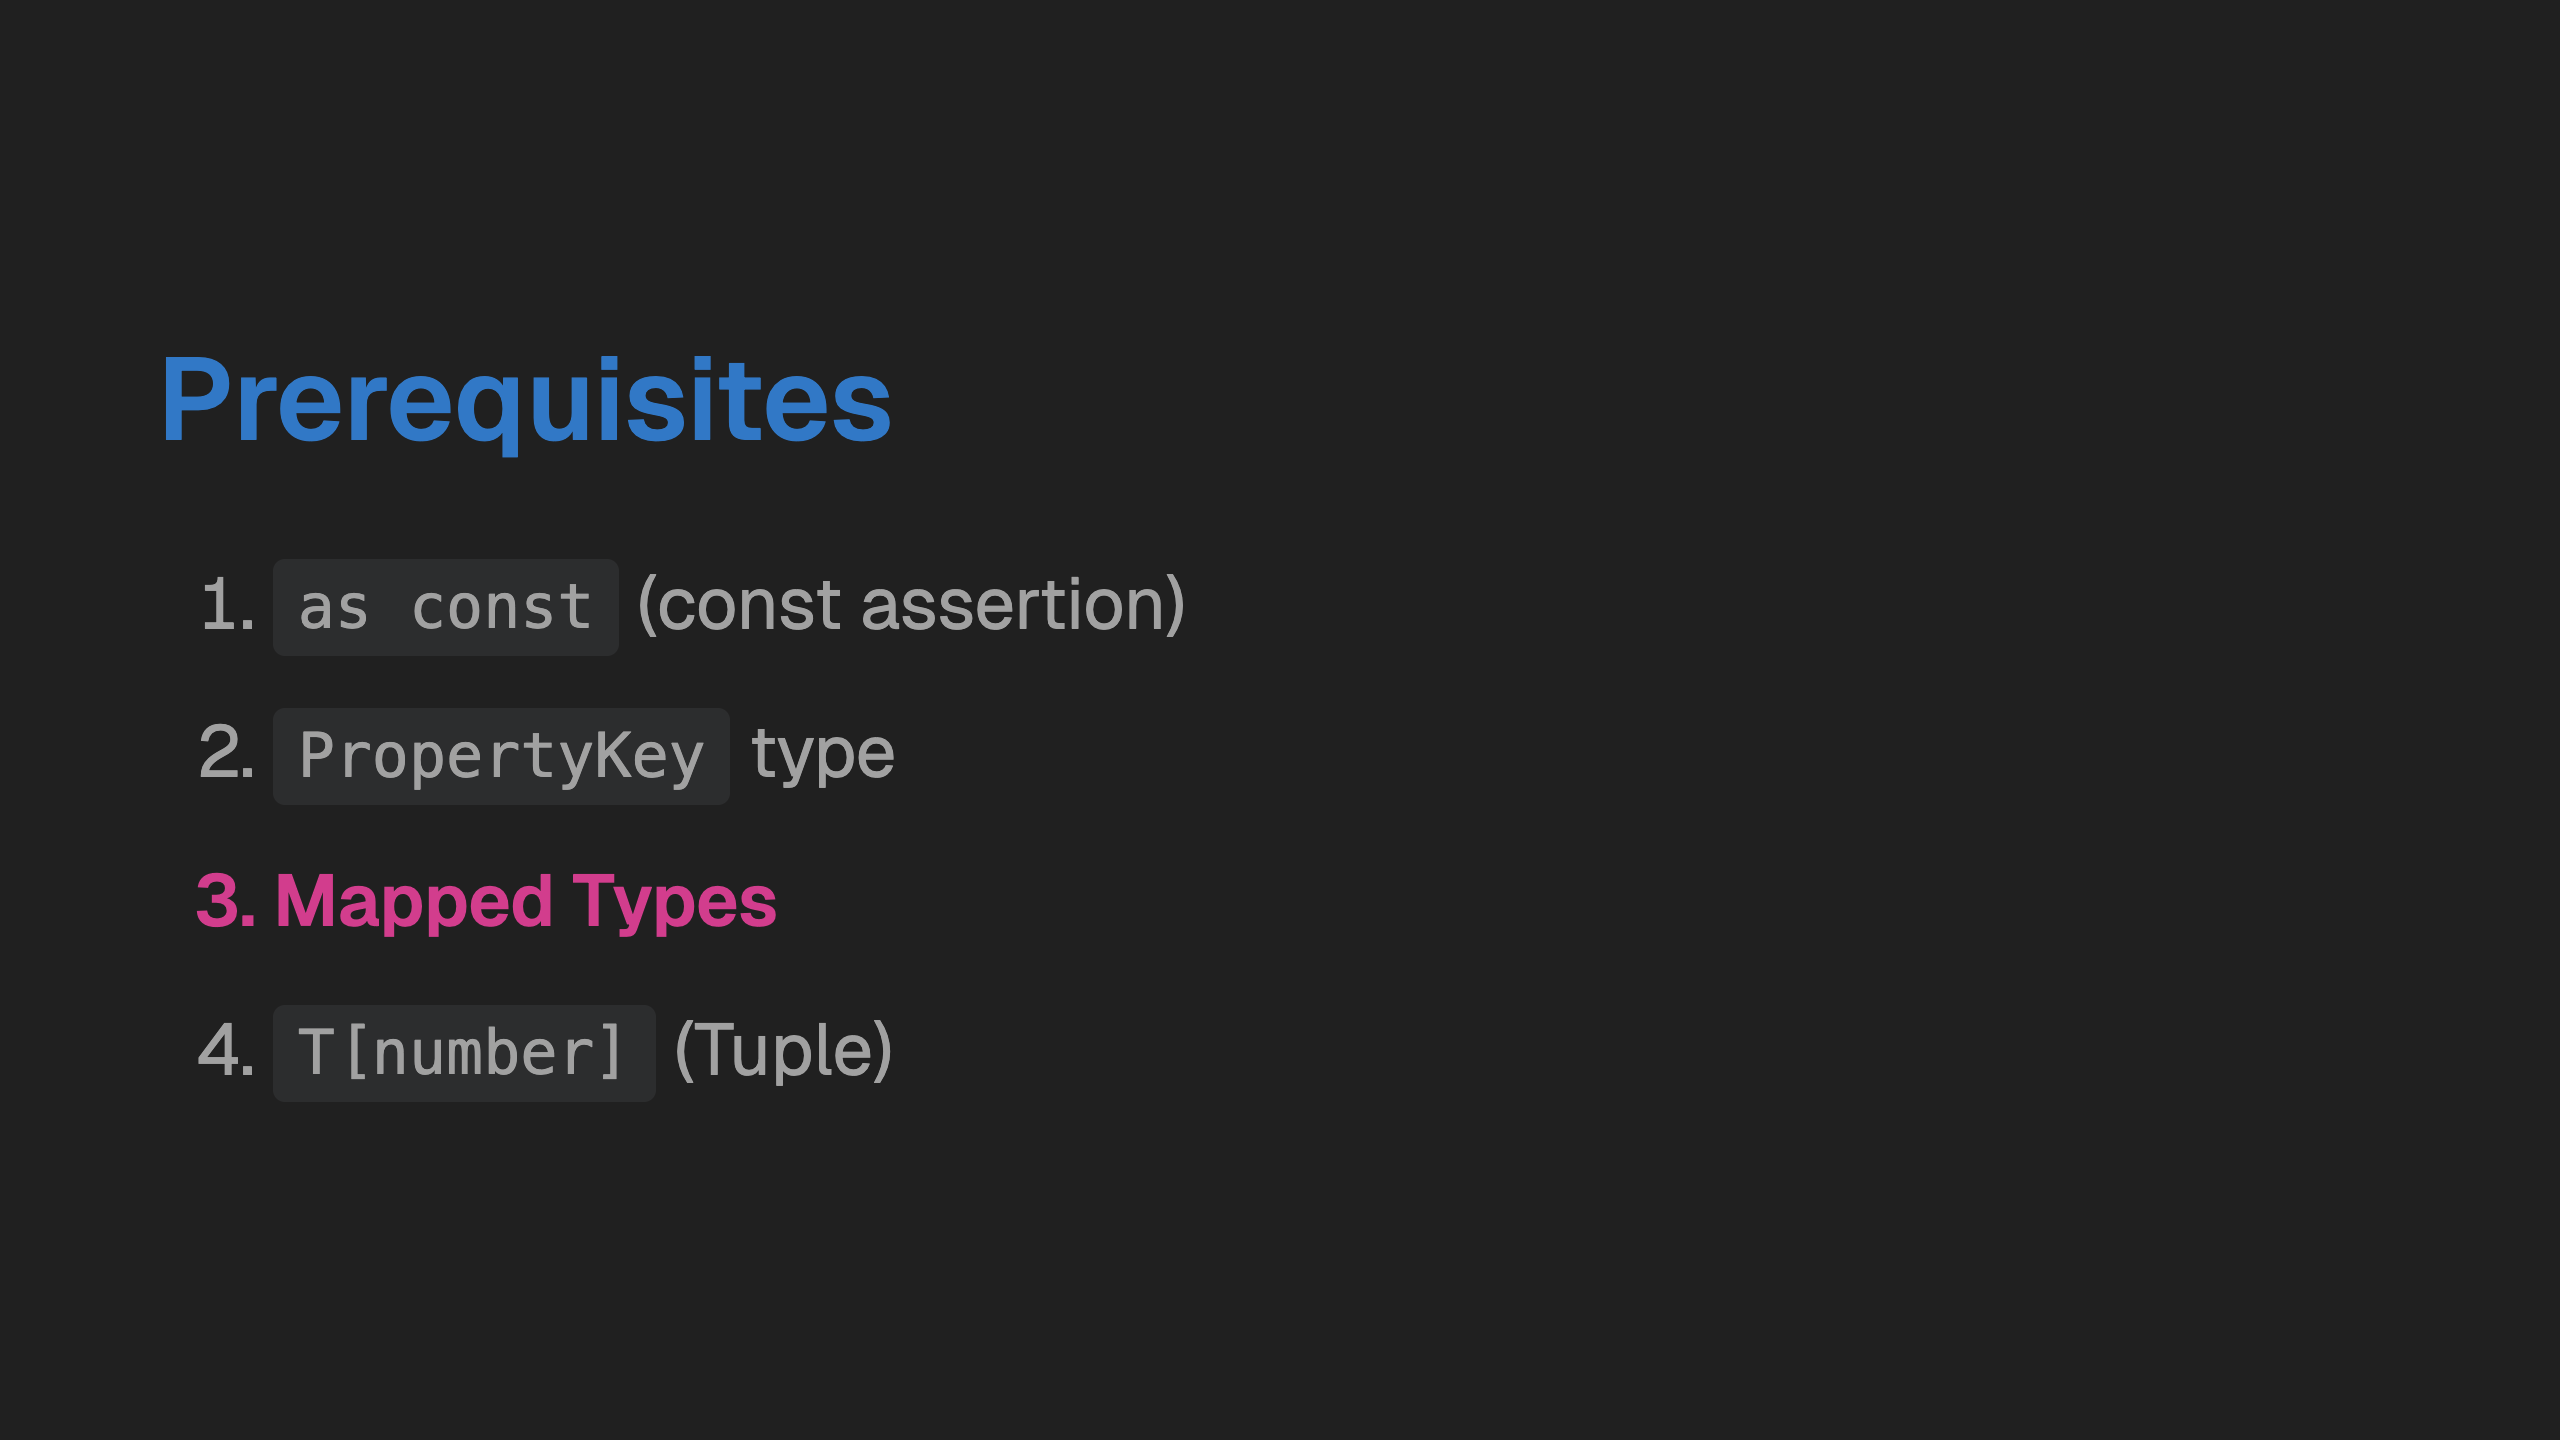 Prerequisites
1. as const (const assertion)
2. PropertyKey type
3. Mapped Types
4. T[number] (Tuple)